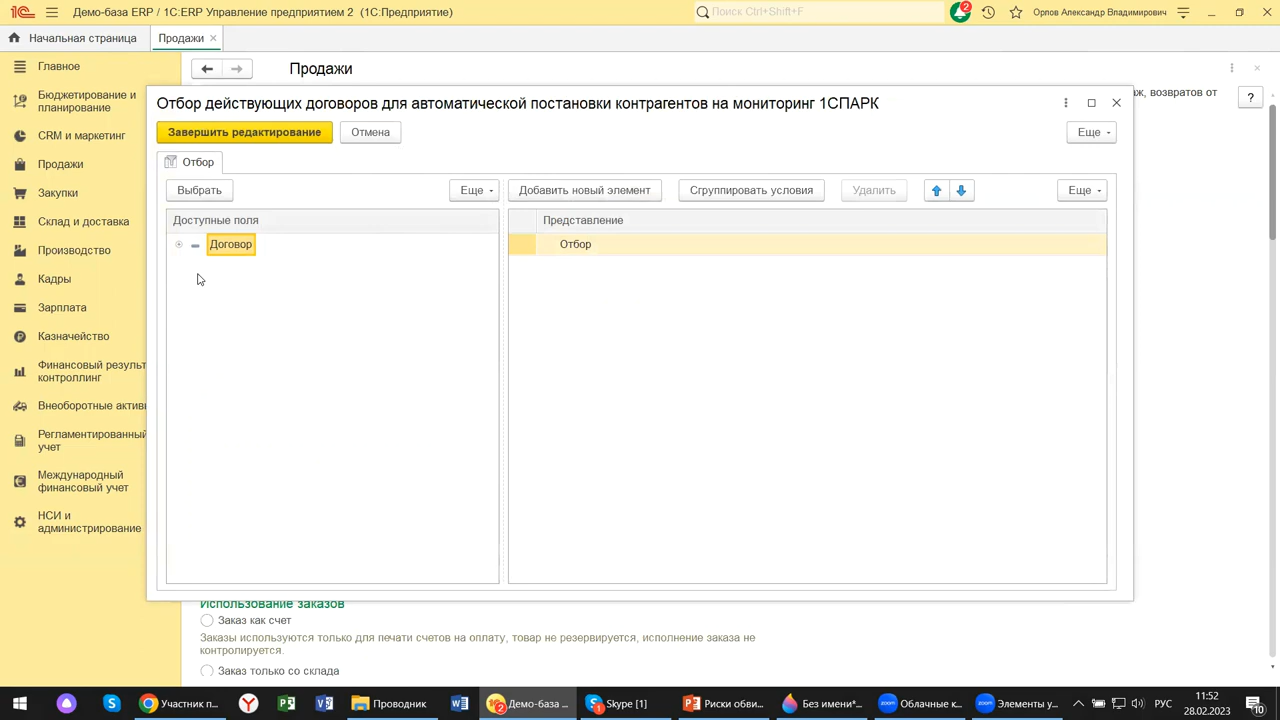 Демо-база ERP / 1С:ERP Управление предприятием 2 (1С:Предприятие)
Поиск Ctrl+Shift+F
2
Орлов Александр Владимирович
Начальная страница
Продажи
Главное
Бюджетирование и
планирование
CRM и маркетинг
Продажи
Закупки
Склад и доставка
Производство
Кадры
Зарплата
Казначейство
Финансовый резуль
контроллинг
Внеоборотные актив
Регламентированный
учет
Международный
финансовый учет
НСИ и
администрирование
Продажи
аж, возвратов от
?
Отбор действующих договоров для автоматической постановки контрагентов на мониторинг 1СПАРК
Завершить редактирование
Отмена
Еще
Отбор
Выбрать
Еще
Добавить новый элемент
Сгруппировать условия
Удалить
Еще
Доступные поля
Представление
Договор
Отбор
Использование заказов
Заказ как счет
Заказы используются только для печати счетов на оплату, товар не резервируется, исполнение заказа не
контролируется.
Заказ только со склада
Участник п...
Проводник
Демо-база ...
Skype [1]
Риски обви...
Без имени*...
Облачные к...
Элементы у...
РУС
11:52
28.02.2023